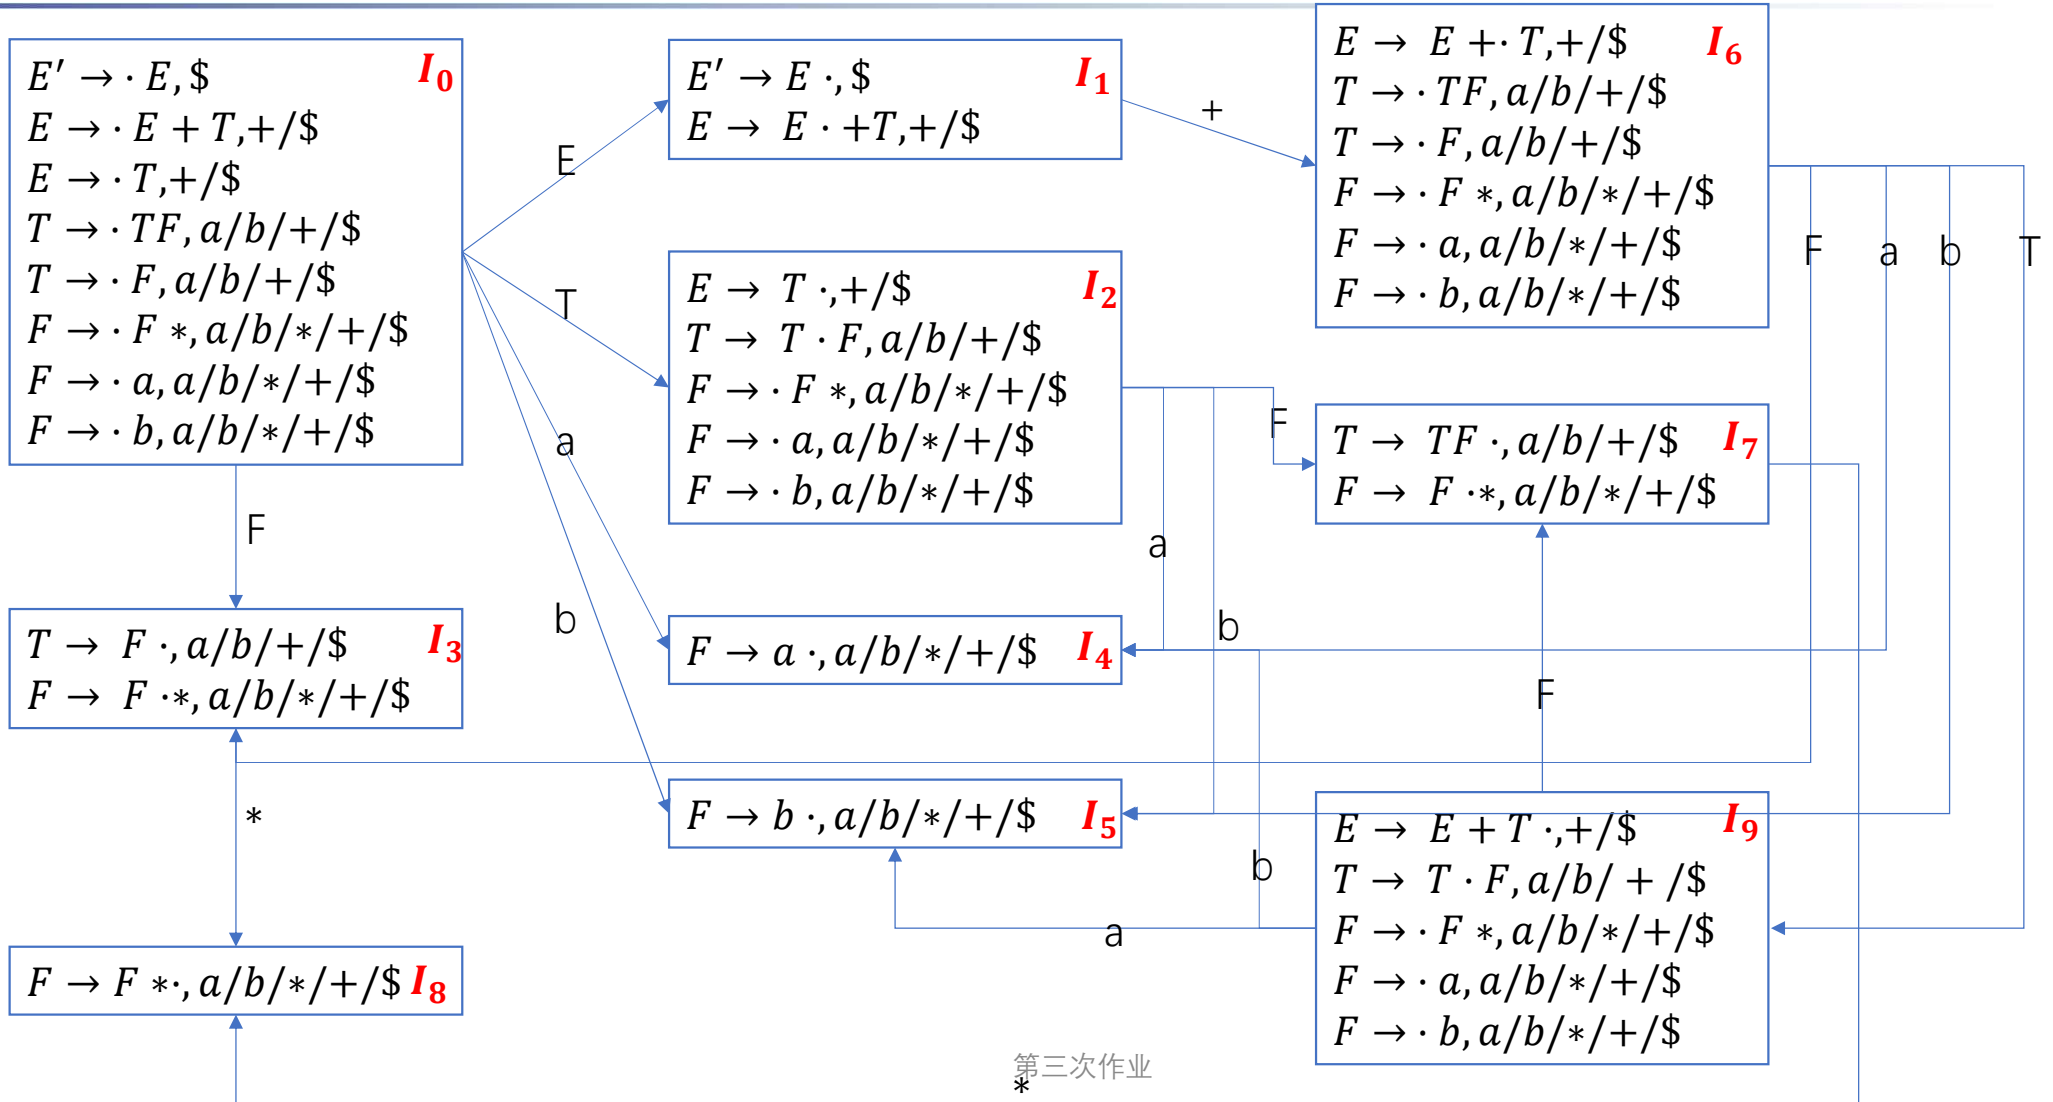 E′ → · E, $
E → · E + T,+/$
E → · T,+/$
T → · TF, a/b/+/$
T → · F, a/b/+/$
F → · F ∗, a/b/∗/+/$
F → · a, a/b/∗/+/$
F → · b, a/b/∗/+/$
I₀
E
T
a
b
F
E′ → E ·, $
E → E · +T,+/$
I₁
+
E → T ·,+/$
T → T · F, a/b/+/$
F → · F ∗, a/b/∗/+/$
F → · a, a/b/∗/+/$
F → · b, a/b/∗/+/$
I₂
F
a
b
E → E +· T,+/$
T → · TF, a/b/+/$
T → · F, a/b/+/$
F → · F ∗, a/b/∗/+/$
F → · a, a/b/∗/+/$
F → · b, a/b/∗/+/$
I₆
F
a
b
T
T → TF ·, a/b/+/$
F → F ·∗, a/b/∗/+/$
I₇
T → F ·, a/b/+/$
F → F ·∗, a/b/∗/+/$
I₃
∗
F → a ·, a/b/∗/+/$
I₄
F → b ·, a/b/∗/+/$
I₅
F
b
a
E → E + T ·,+/$
T → T · F, a/b/ + /$
F → · F ∗, a/b/∗/+/$
F → · a, a/b/∗/+/$
F → · b, a/b/∗/+/$
I₉
F → F ∗·, a/b/∗/+/$
I₈
第三次作业
∗